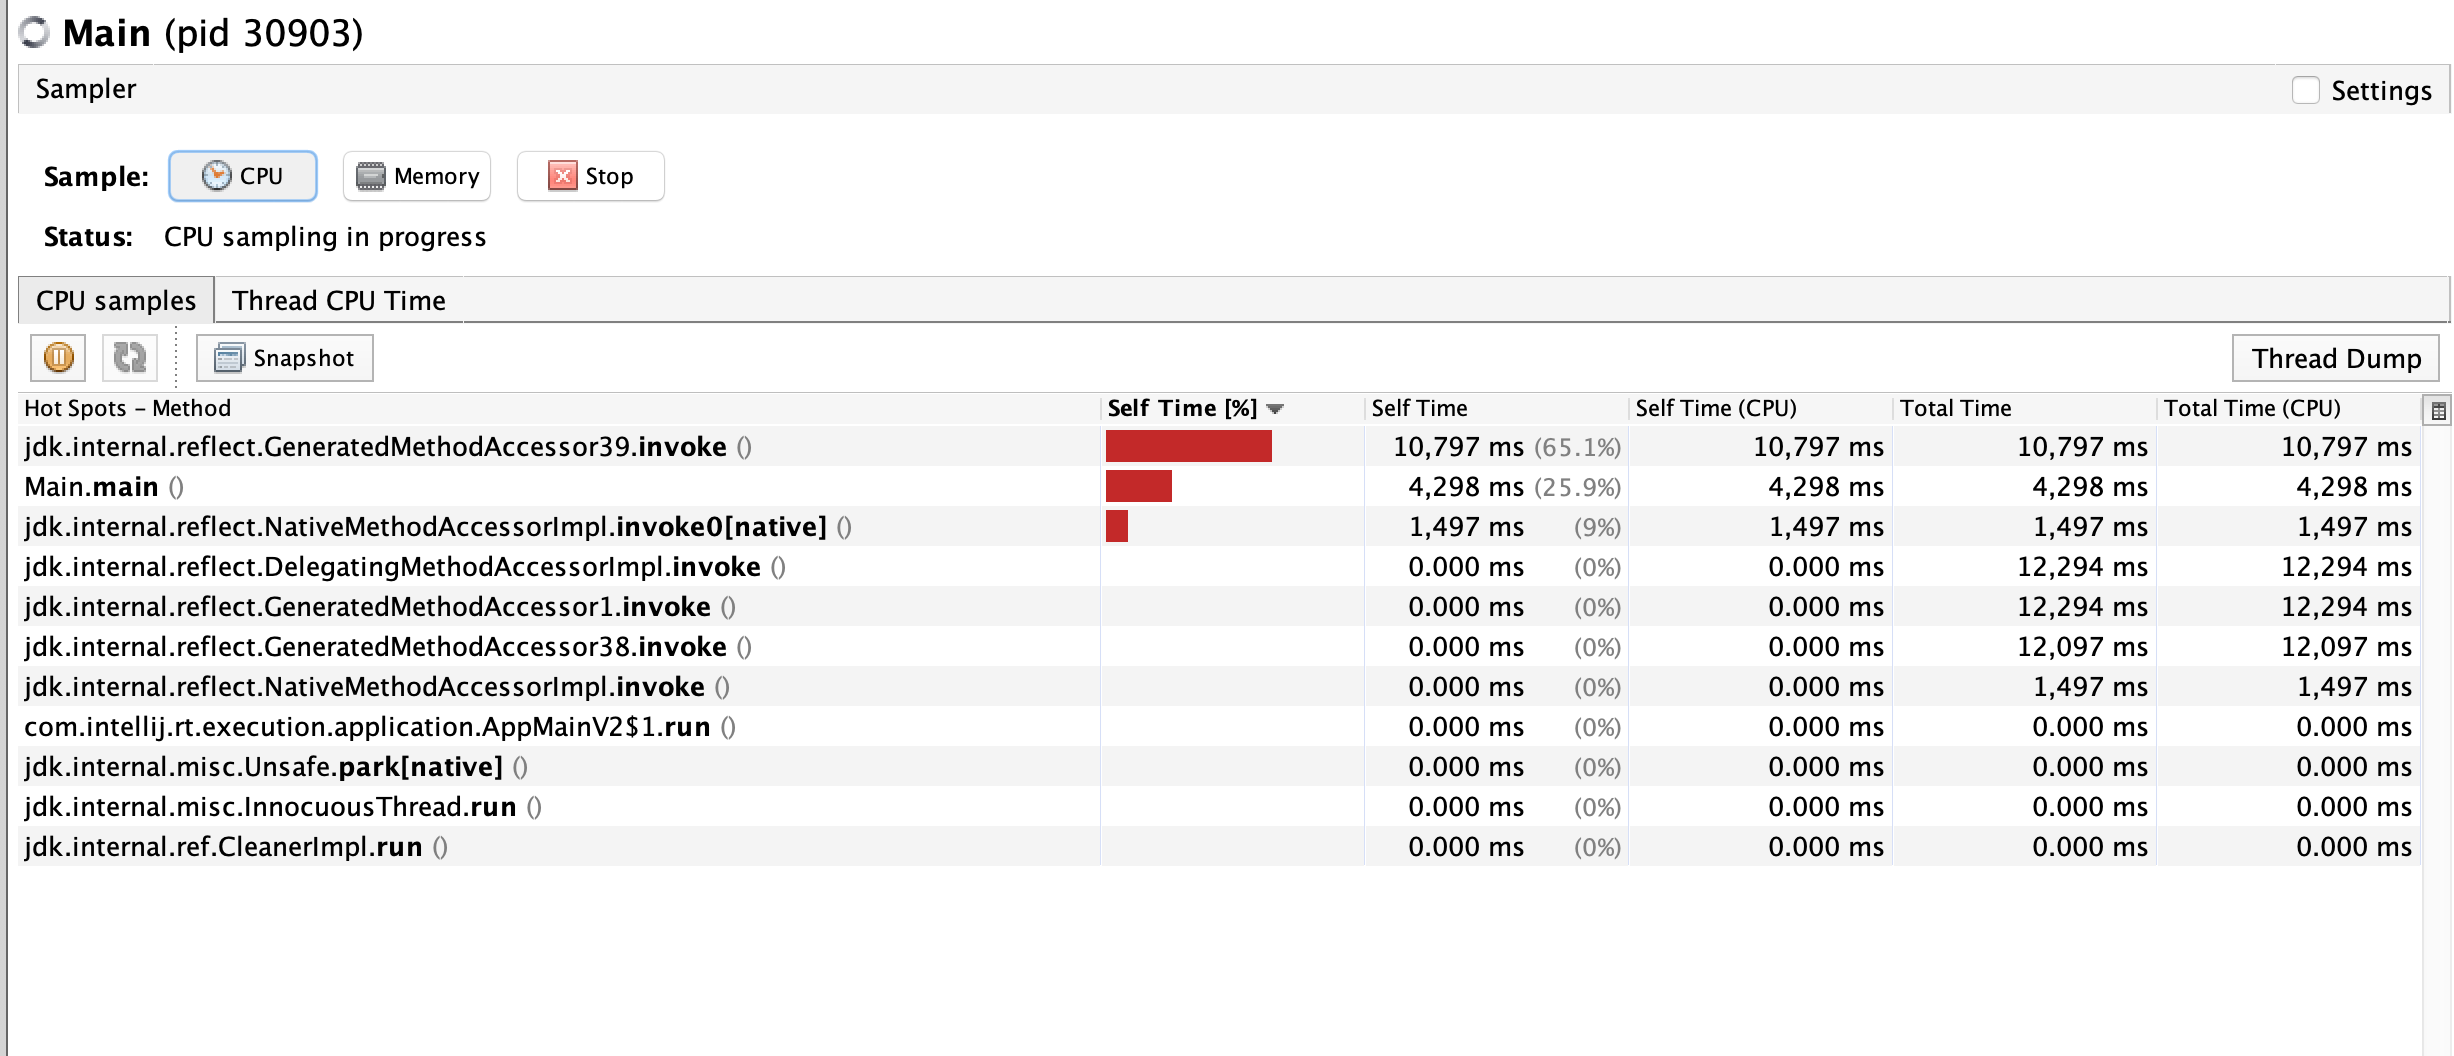 Main (pid 30903)
Sampler Settings
Sample: CPU Memory Stop
Status: CPU sampling in progress
CPU samples Thread CPU Time
Snapshot Thread Dump
Hot Spots – Method Self Time [%] Self Time Self Time (CPU) Total Time Total Time (CPU)
jdk.internal.reflect.GeneratedMethodAccessor39.invoke () 10,797 ms (65.1%) 10,797 ms 10,797 ms 10,797 ms
Main.main () 4,298 ms (25.9%) 4,298 ms 4,298 ms 4,298 ms
jdk.internal.reflect.NativeMethodAccessorImpl.invoke0[native] () 1,497 ms (9%) 1,497 ms 1,497 ms 1,497 ms
jdk.internal.reflect.DelegatingMethodAccessorImpl.invoke () 0.000 ms (0%) 0.000 ms 12,294 ms 12,294 ms
jdk.internal.reflect.GeneratedMethodAccessor1.invoke () 0.000 ms (0%) 0.000 ms 12,294 ms 12,294 ms
jdk.internal.reflect.GeneratedMethodAccessor38.invoke () 0.000 ms (0%) 0.000 ms 12,097 ms 12,097 ms
jdk.internal.reflect.NativeMethodAccessorImpl.invoke () 0.000 ms (0%) 0.000 ms 1,497 ms 1,497 ms
com.intellij.rt.execution.application.AppMainV2$1.run () 0.000 ms (0%) 0.000 ms 0.000 ms 0.000 ms
jdk.internal.misc.Unsafe.park[native] () 0.000 ms (0%) 0.000 ms 0.000 ms 0.000 ms
jdk.internal.misc.InnocuousThread.run () 0.000 ms (0%) 0.000 ms 0.000 ms 0.000 ms
jdk.internal.ref.CleanerImpl.run () 0.000 ms (0%) 0.000 ms 0.000 ms 0.000 ms